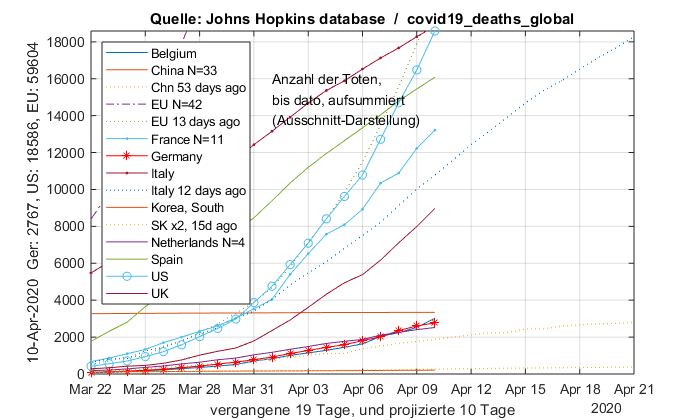 Quelle: Johns Hopkins database / covid19_deaths_global
10-Apr-2020 Ger: 2767, US: 18586, EU: 59604
18000
16000
14000
12000
10000
8000
6000
4000
2000
0
Belgium
China N=33
Chn 53 days ago
EU N=42
EU 13 days ago
France N=11
Germany
Italy
Italy 12 days ago
Korea, South
SK x2, 15d ago
Netherlands N=4
Spain
US
UK
Anzahl der Toten,
bis dato, aufsummiert
(Ausschnitt-Darstellung)
Mar 22 Mar 25 Mar 28 Mar 31 Apr 03 Apr 06 Apr 09 Apr 12 Apr 15 Apr 18 Apr 21
2020
vergangene 19 Tage, und projizierte 10 Tage